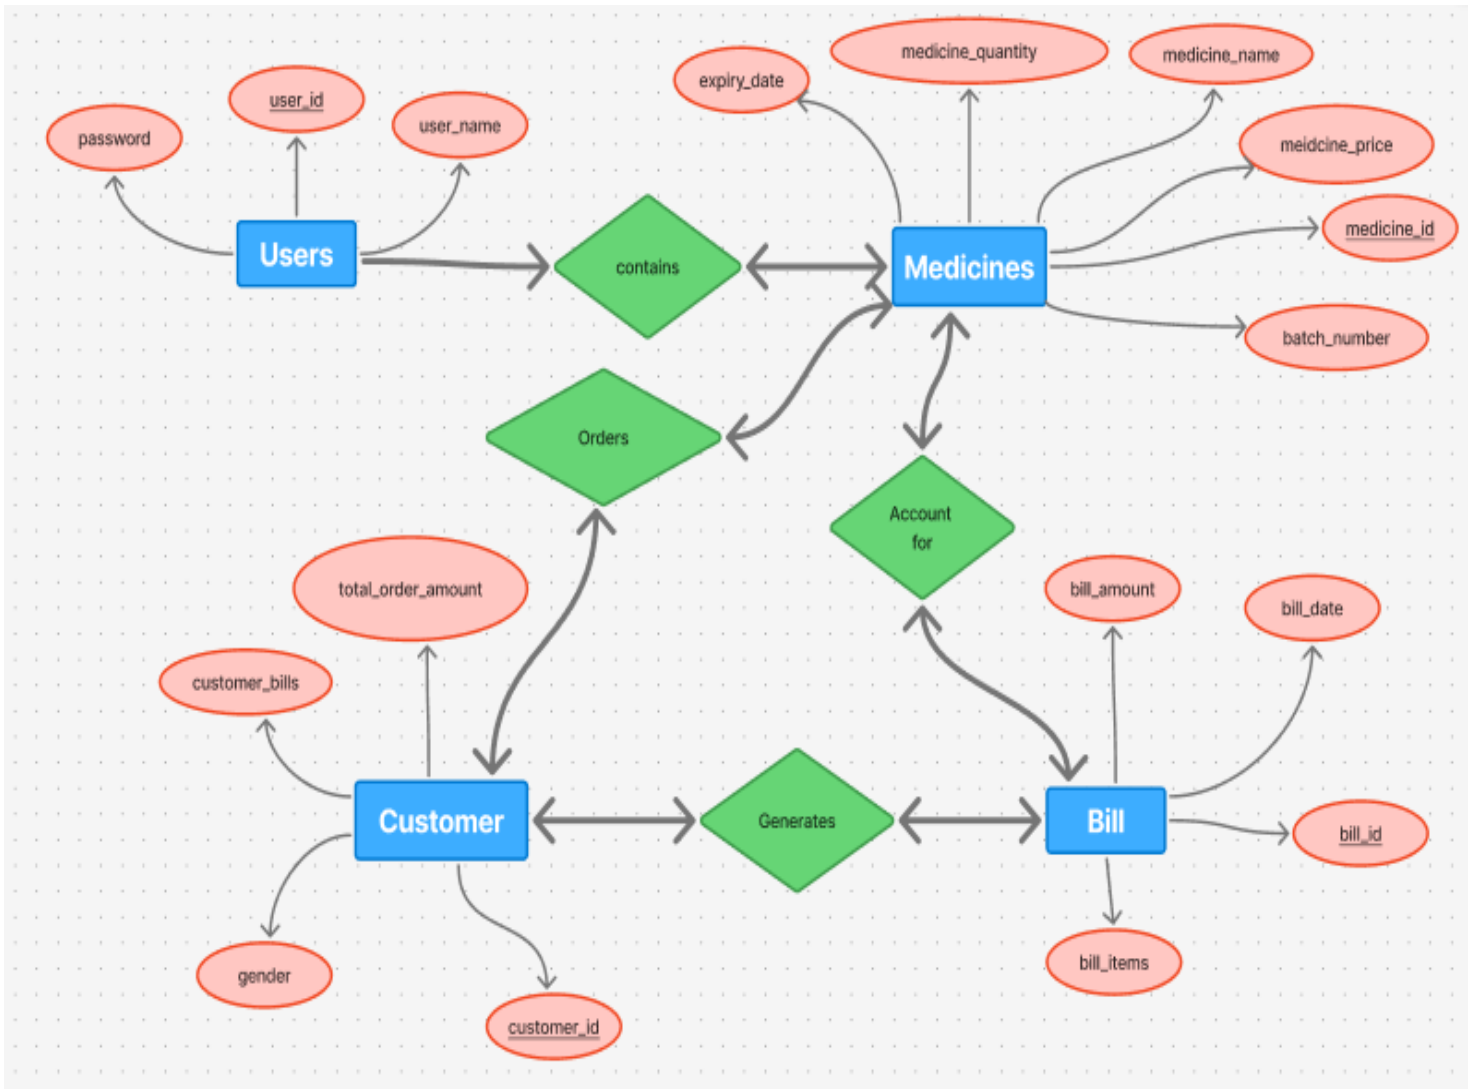 medicine_quantity
medicine_name
expiry_date
user_id
user_name
password
meidcine_price
medicine_id
Users
contains
Medicines
batch_number
Orders
Account
for
total_order_amount
bill_amount
bill_date
customer_bills
Customer
Generates
Bill
bill_id
gender
bill_items
customer_id